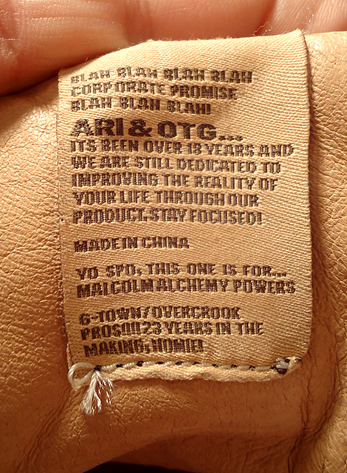 BLAH BLAH BLAH BLAH
CORPORATE PROMISE
BLAH BLAH BLAH!
ARI & OTG...
ITS BEEN OVER 18 YEARS AND
WE ARE STILL DEDICATED TO
IMPROVING THE REALITY OF
YOUR LIFE THROUGH OUR
PRODUCT. STAY FOCUSED!
MADE IN CHINA
YO SPD, THIS ONE IS FOR...
MALCOLM ALCHEMY POWERS
G-TOWN/OVERCROOK
PROS!!! 23 YEARS IN THE
MAKING, HOMIE!